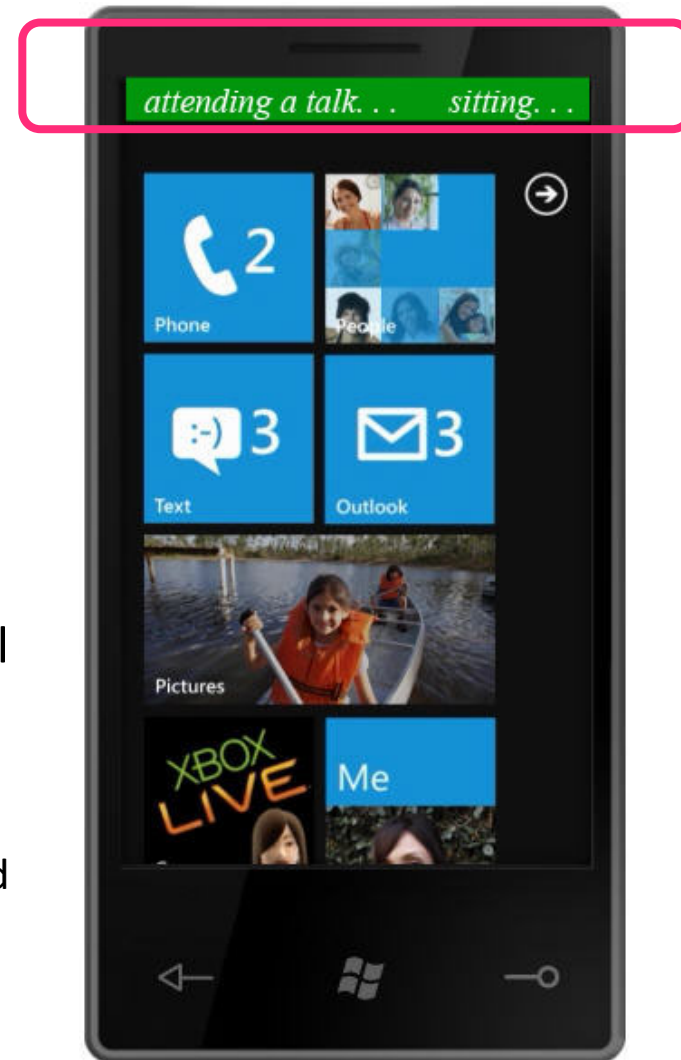 attending a talk. . . sitting. . .
2
Phone
People
:-) 3
Text
3
Outlook
Pictures
XBOX
LIVE
Me